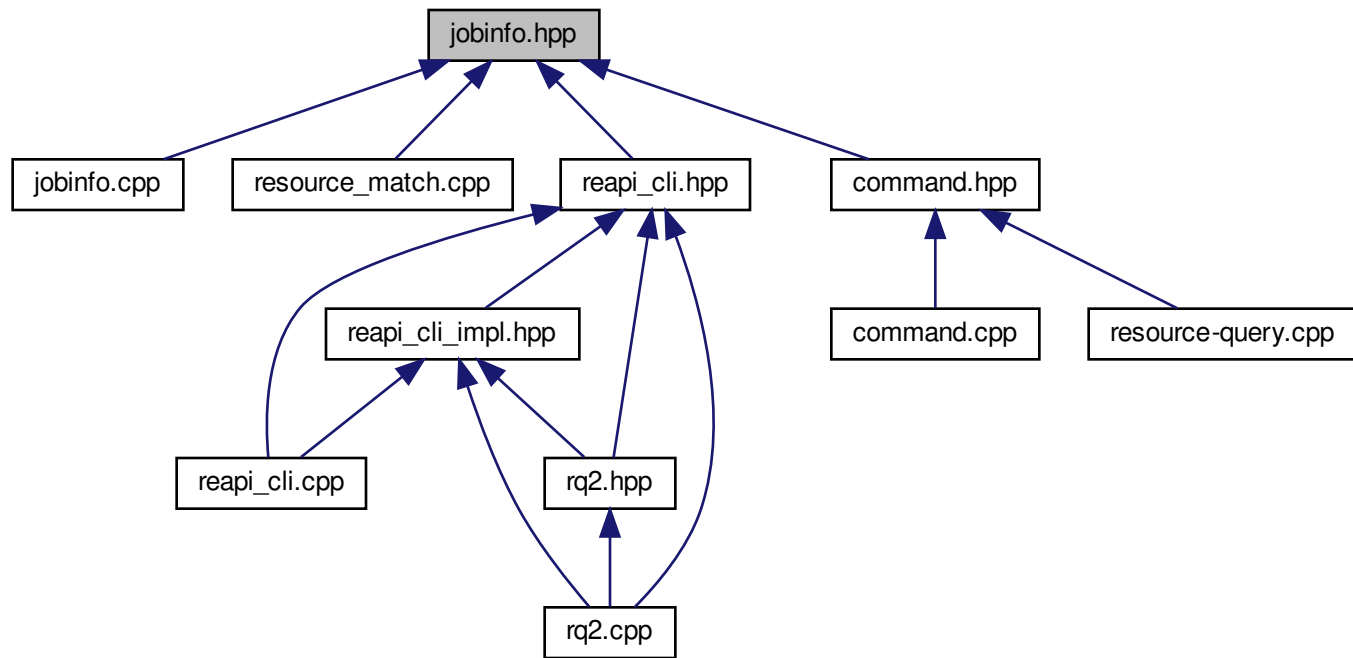 jobinfo.hpp
jobinfo.cpp
resource_match.cpp
reapi_cli.hpp
command.hpp
reapi_cli_impl.hpp
command.cpp
resource-query.cpp
reapi_cli.cpp
rq2.hpp
rq2.cpp